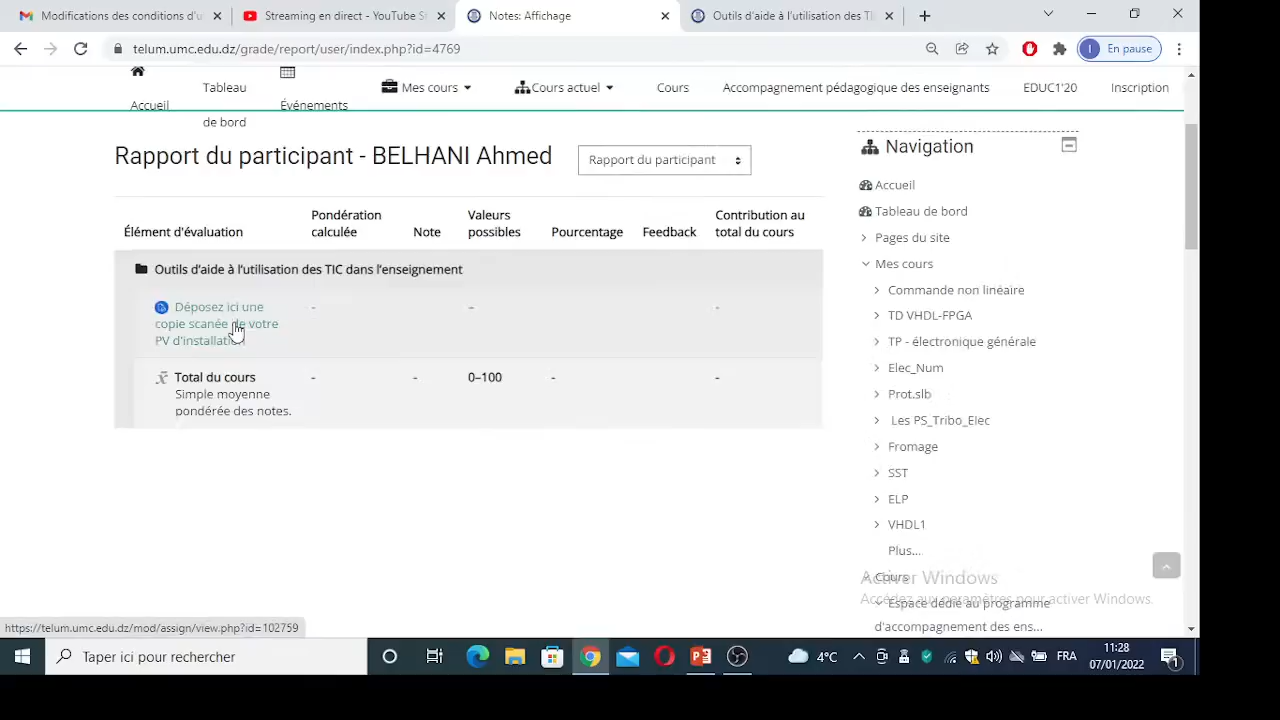 Modifications des conditions d'u
Streaming en direct - YouTube S
Notes: Affichage
Outils d'aide à l'utilisation des TI
telum.umc.edu.dz/grade/report/user/index.php?id=4769
En pause
Accueil
Tableau
de bord
Événements
Mes cours
Cours actuel
Cours
Accompagnement pédagogique des enseignants
EDUC1'20
Inscription
Rapport du participant - BELHANI Ahmed
Rapport du participant
Élément d'évaluation
Pondération
calculée
Note
Valeurs
possibles
Pourcentage
Feedback
Contribution au
total du cours
Outils d'aide à l'utilisation des TIC dans l'enseignement
Déposez ici une
copie scanée de votre
PV d'installation
-
–
-
Total du cours
Simple moyenne
pondérée des notes.
-
-
0–100
-
-
Navigation
Accueil
Tableau de bord
Pages du site
Mes cours
Commande non linéaire
TD VHDL-FPGA
TP - électronique générale
Elec_Num
Prot.slb
Les PS_Tribo_Elec
Fromage
SST
ELP
VHDL1
Plus...
Cours
Espace dédié au programme
d'accompagnement des ens...
Activer Windows
Accédez aux paramètres pour activer Windows.
https://telum.umc.edu.dz/mod/assign/view.php?id=102759
Taper ici pour rechercher
4°C
FRA
11:28
07/01/2022
1